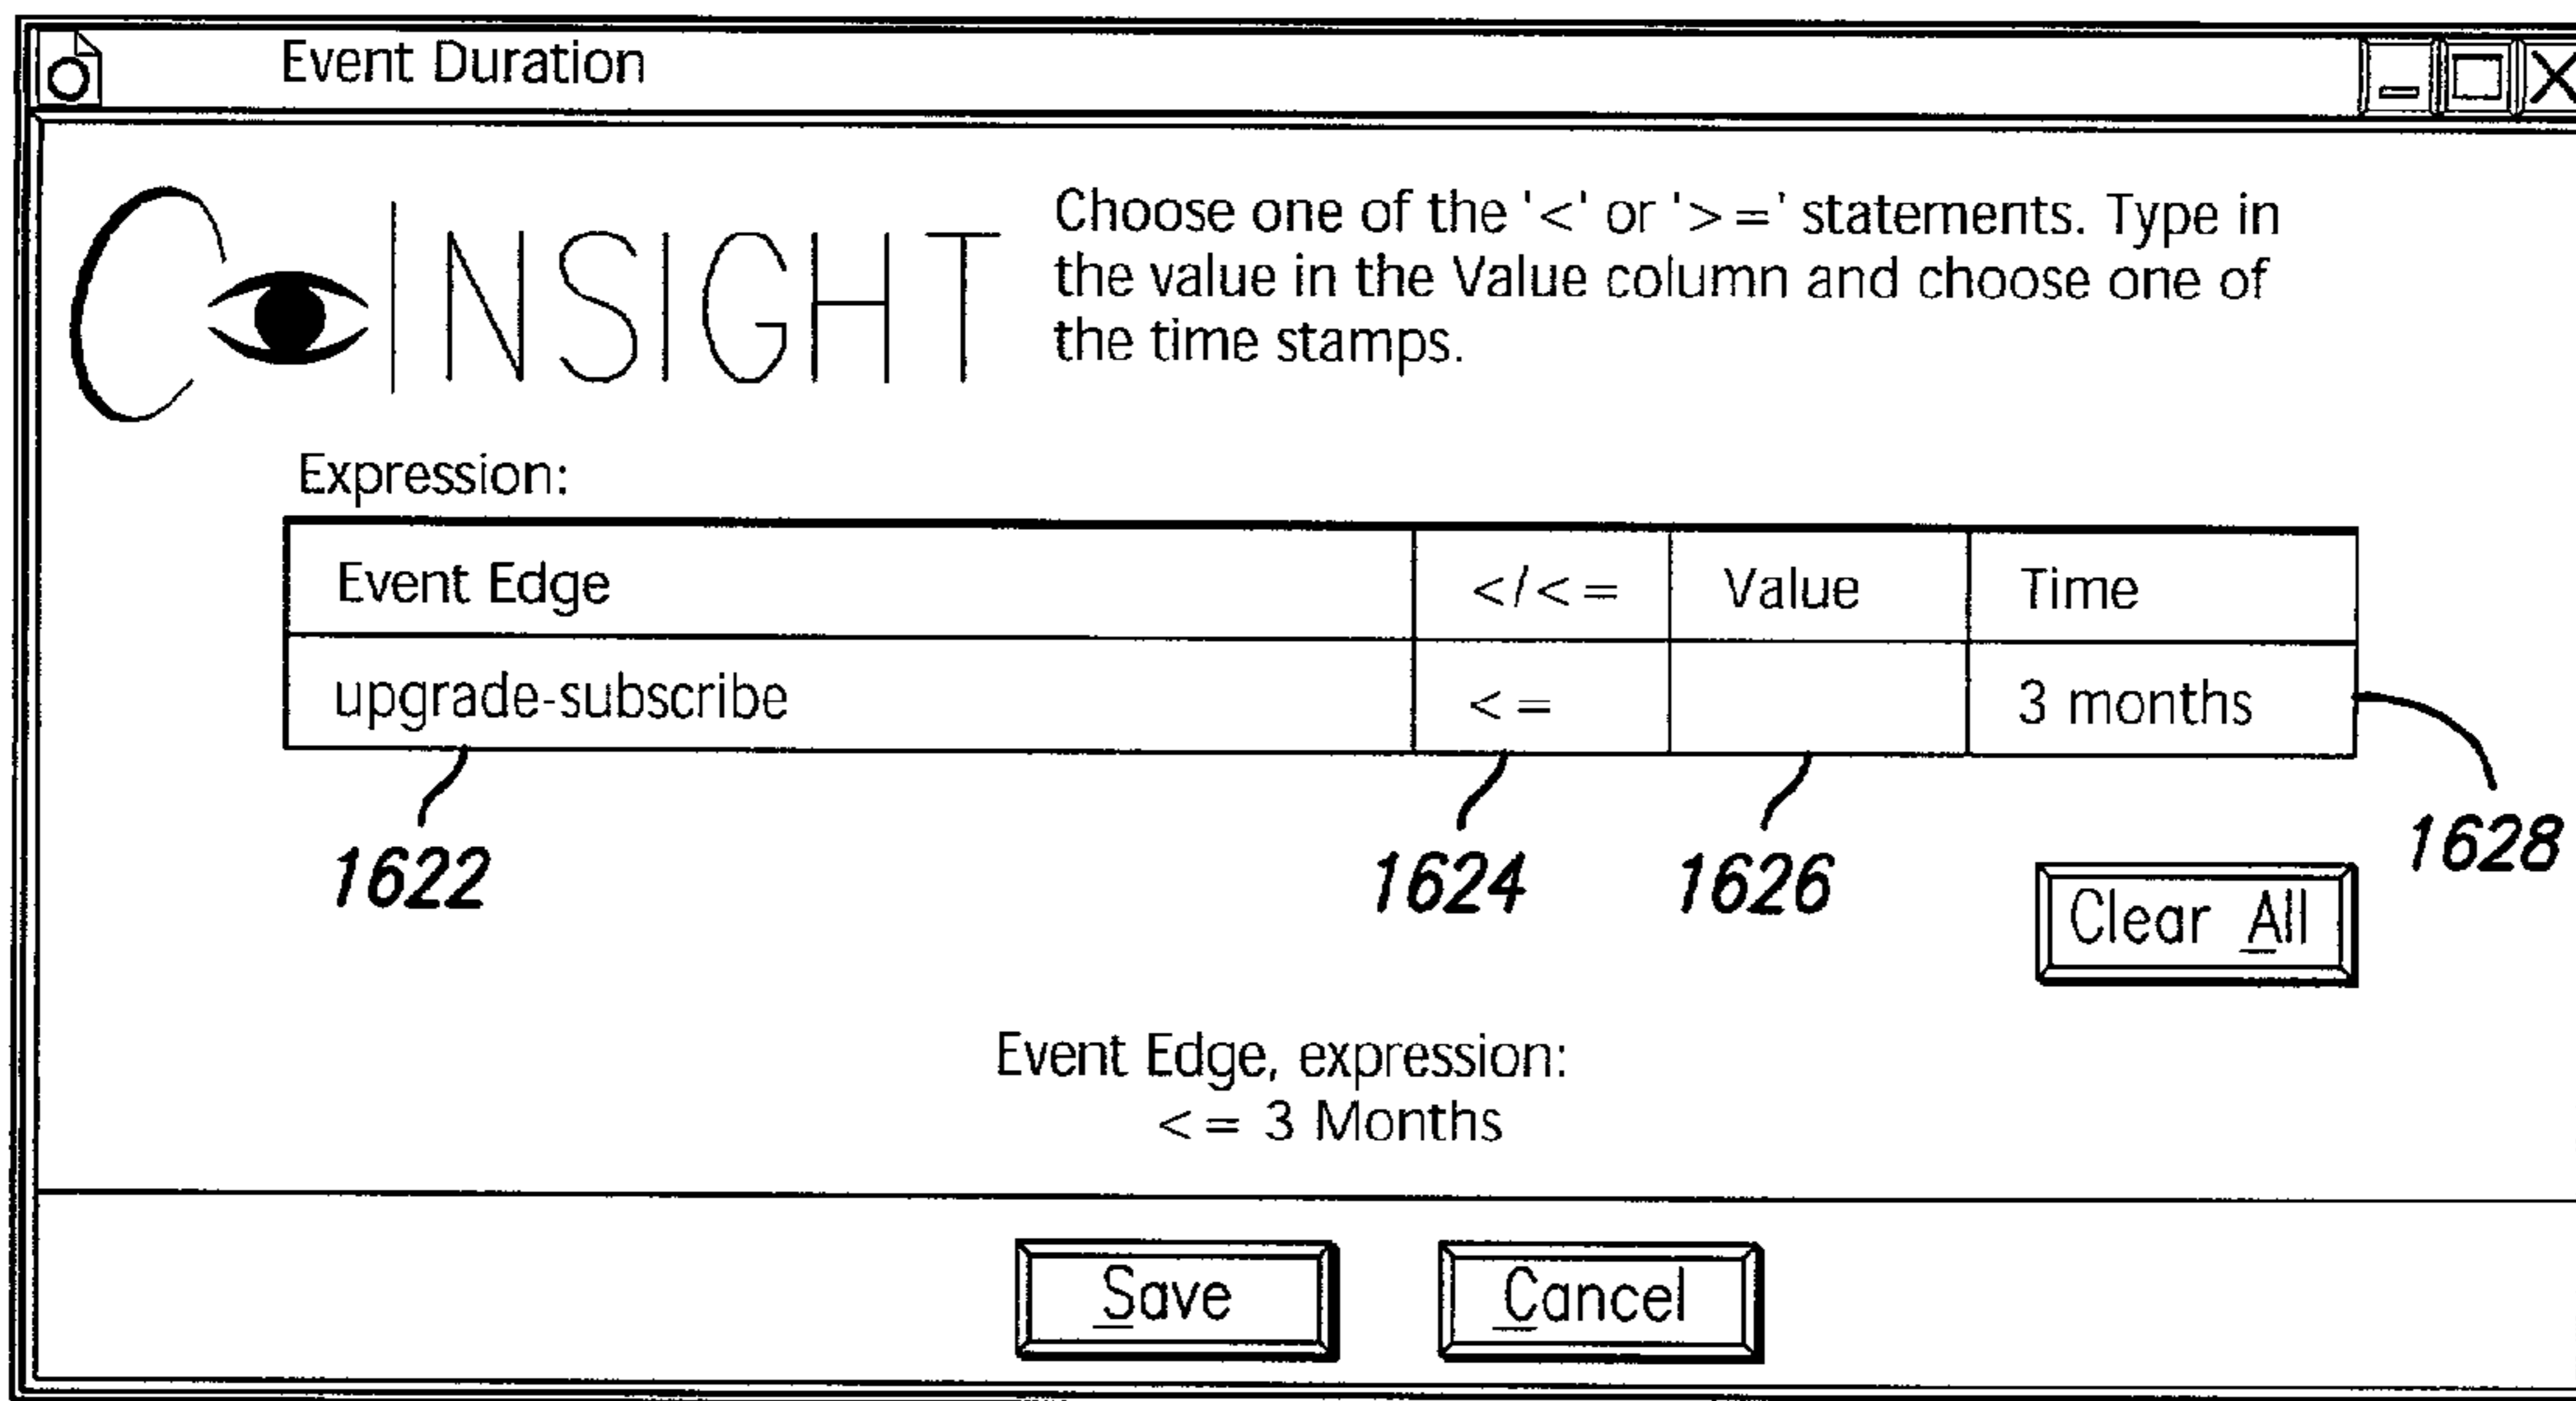 Event Duration
C INSIGHT
Choose one of the '<' or '> =' statements. Type in
the value in the Value column and choose one of
the time stamps.
Expression:
Event Edge </< = Value Time
upgrade-subscribe < = 3 months
1622 1624 1626 1628
Clear All
Event Edge, expression:
< = 3 Months
Save Cancel